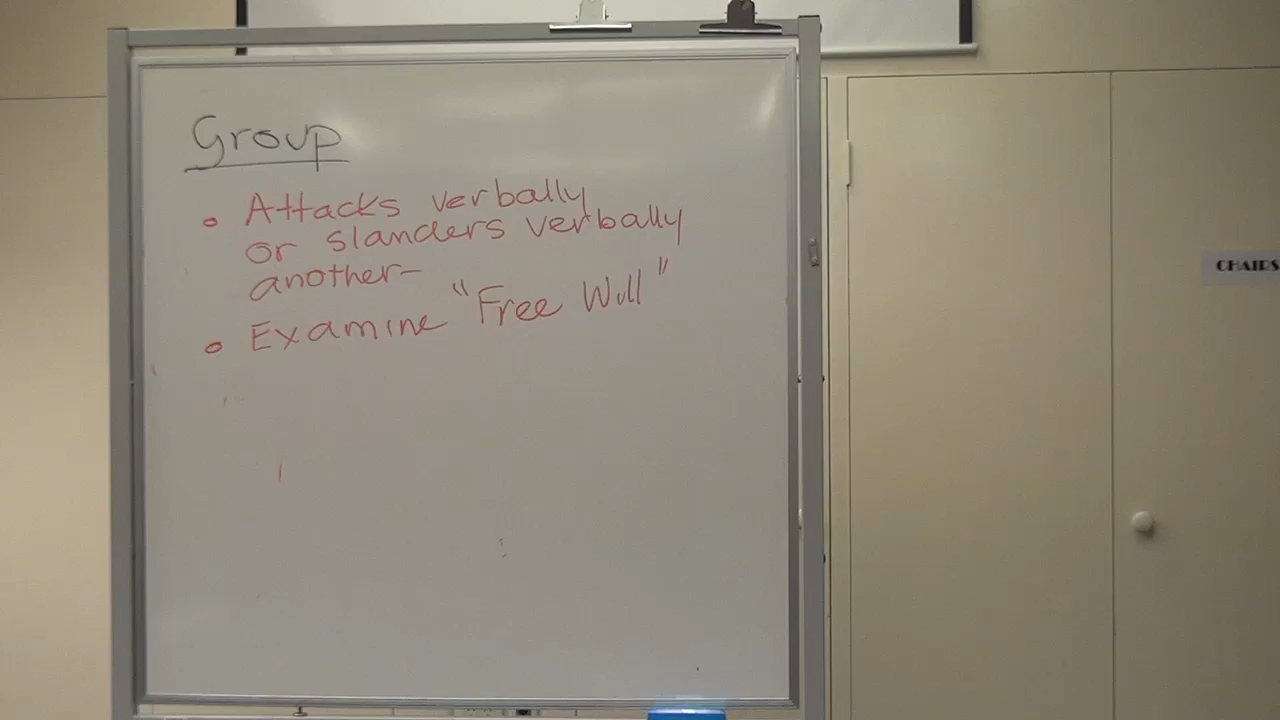 Group
• Attacks verbally
or slanders verbally
another-
• Examine "Free Will"
CHAIRS